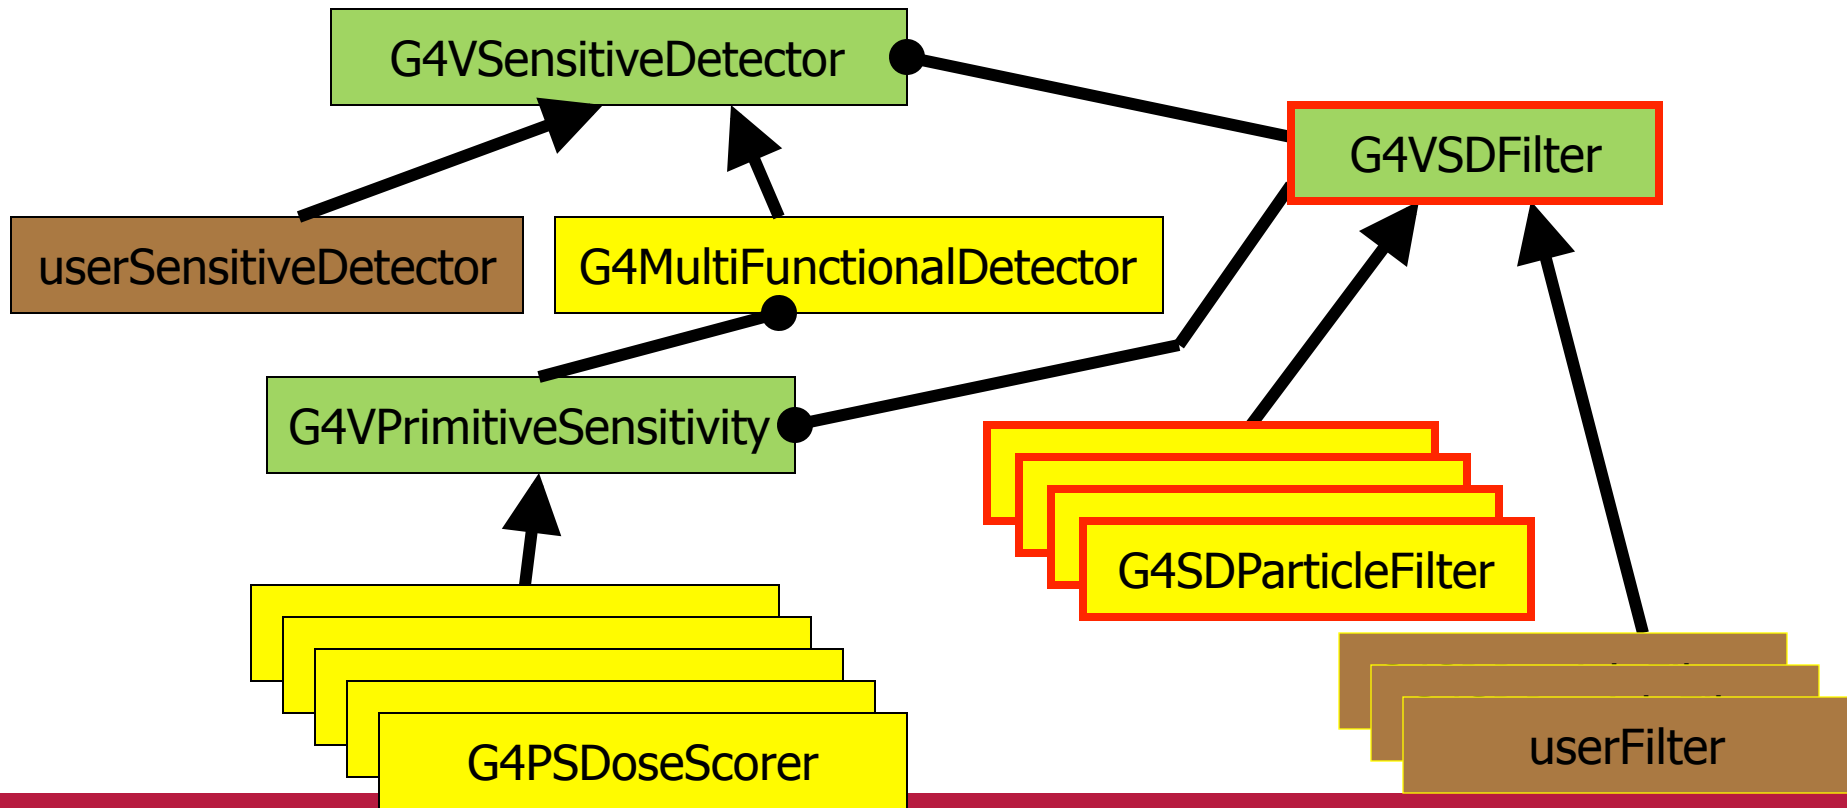 G4VSensitiveDetector
G4VSDFilter
userSensitiveDetector
G4MultiFunctionalDetector
G4VPrimitiveSensitivity
G4SDParticleFilter
userFilter
G4PSDoseScorer